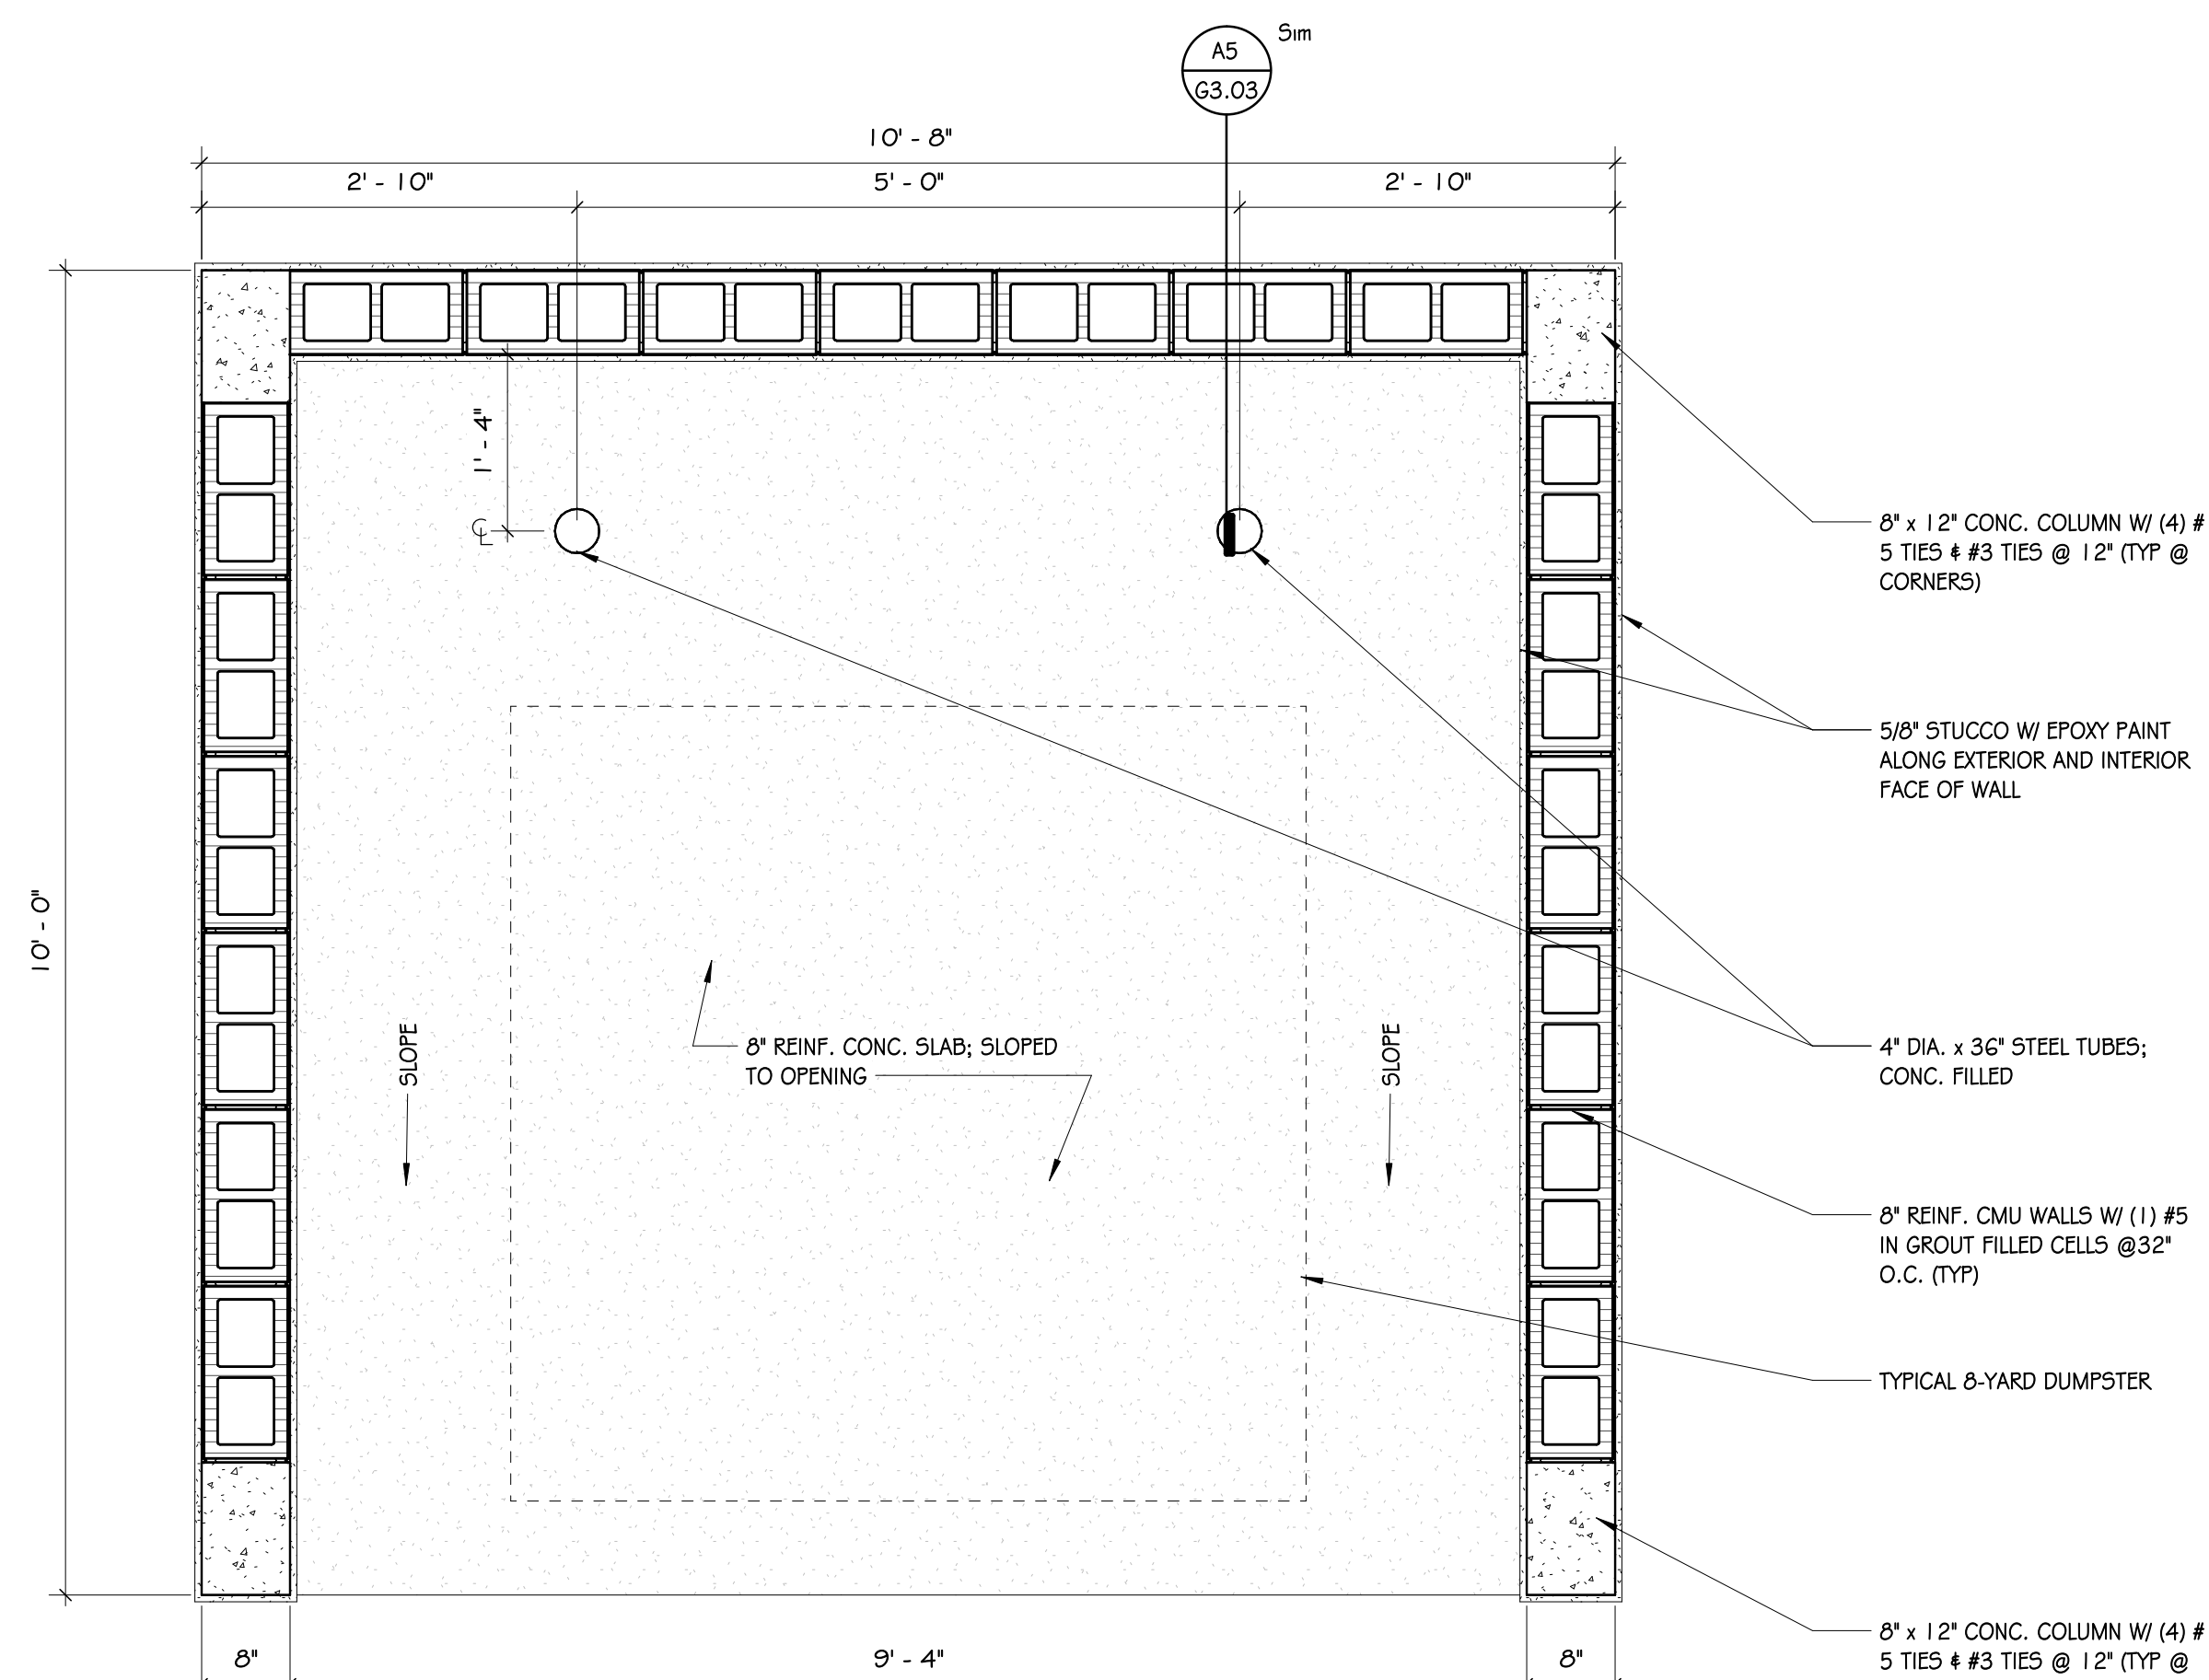 A5
Sim
G3.03
10' - 8"
2' - 10"
5' - 0"
2' - 10"
1' - 4"
CL
10' - 0"
8" x 12" CONC. COLUMN W/ (4) #
5 TIES & #3 TIES @ 12" (TYP @
CORNERS)
5/8" STUCCO W/ EPOXY PAINT
ALONG EXTERIOR AND INTERIOR
FACE OF WALL
SLOPE
8" REINF. CONC. SLAB; SLOPED
TO OPENING
SLOPE
4" DIA. x 36" STEEL TUBES;
CONC. FILLED
8" REINF. CMU WALLS W/ (1) #5
IN GROUT FILLED CELLS @32"
O.C. (TYP)
TYPICAL 8-YARD DUMPSTER
8" x 12" CONC. COLUMN W/ (4) #
5 TIES & #3 TIES @ 12" (TYP @
8"
9' - 4"
8"